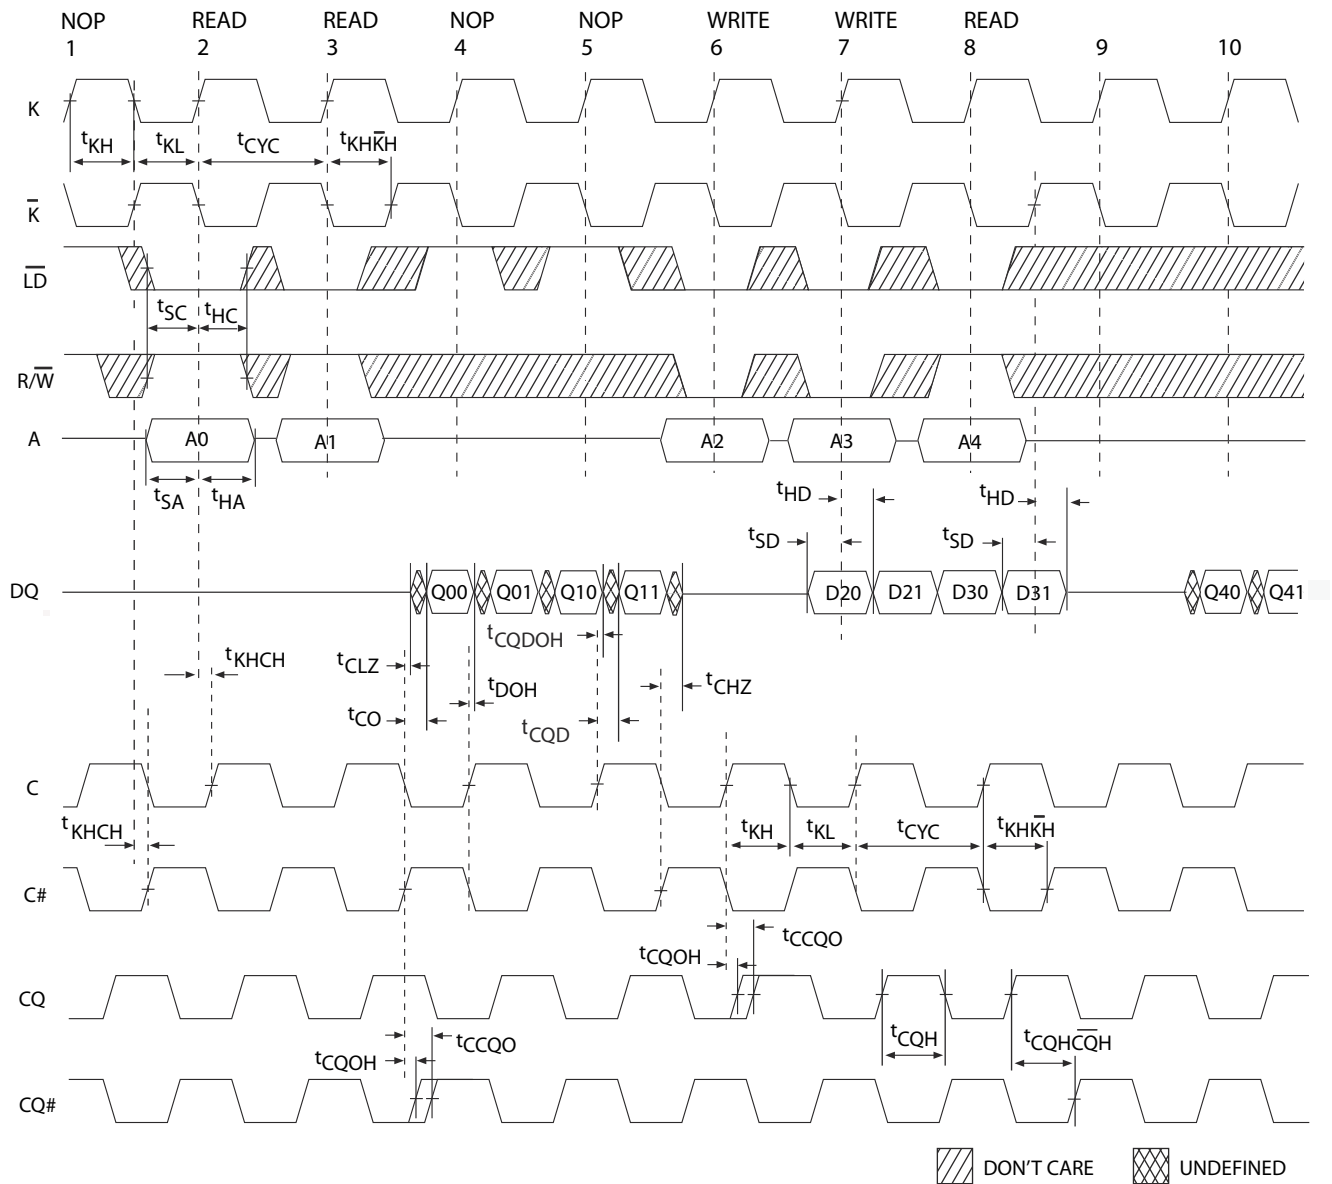 NOP READ READ NOP NOP WRITE WRITE READ
1 2 3 4 5 6 7 8 9 10
K
tKH tKL tCYC tKHK̅H
K̅
L̅D̅
tSC tHC
R/W̅
A A0 A1 A2 A3 A4
tSA tHA tHD tHD
tSD tSD
DQ Q00 Q01 Q10 Q11 D20 D21 D30 D31 Q40 Q41
tCQDOH
tKHCH tCLZ tDOH tCHZ
tCO tCQD
C
tKHCH tKH tKL tCYC tKHK̅H
C#
tCCQO
tCQOH
CQ
tCCQO tCQH tCQHC̅Q̅H
tCQOH
CQ#
DON'T CARE UNDEFINED